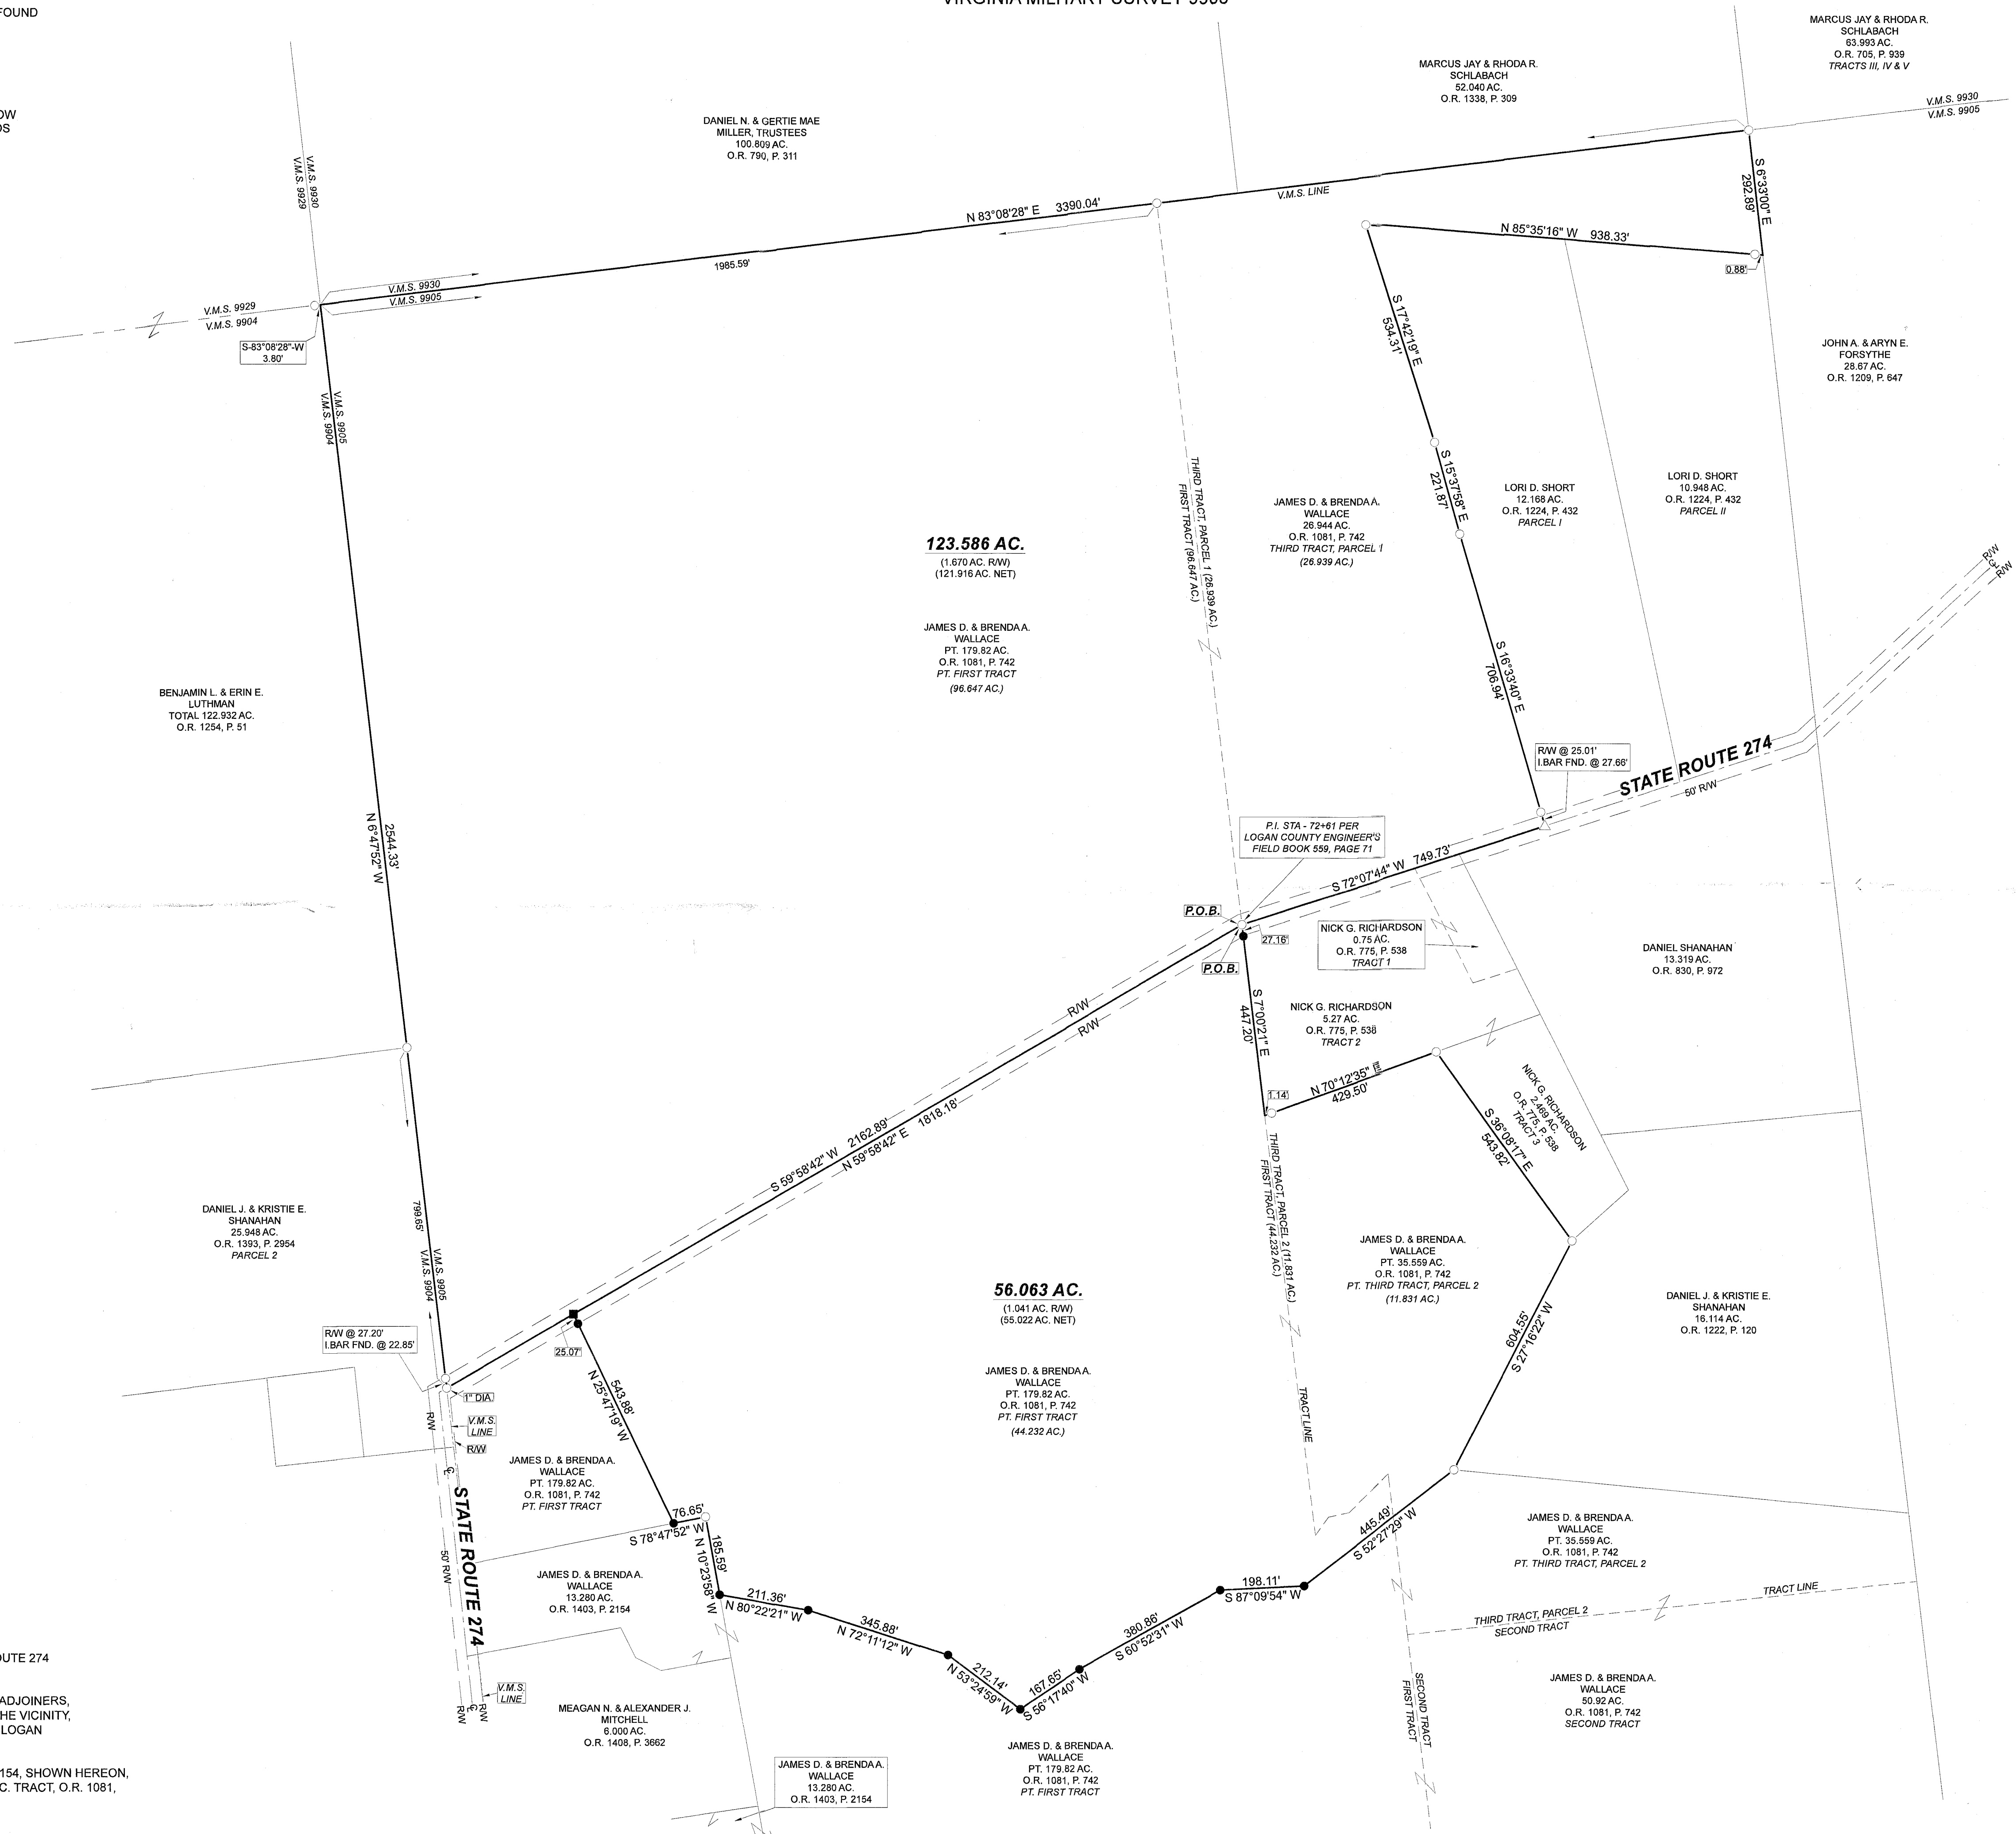 VIRGINIA MILITARY SURVEY 9905
FOUND
OW
OS
MARCUS JAY & RHODA R.
SCHLABACH
63.993 AC.
O.R. 705, P. 939
TRACTS III, IV & V
MARCUS JAY & RHODA R.
SCHLABACH
52.040 AC.
O.R. 1338, P. 309
V.M.S. 9930
V.M.S. 9905
DANIEL N. & GERTIE MAE
MILLER, TRUSTEES
100.809 AC.
O.R. 790, P. 311
V.M.S. 9930
V.M.S. 9929
V.M.S. LINE
N 83°08'28" E 3390.04'
1985.59'
S 6°33'00" E
292.89'
N 85°35'16" W 938.33'
0.88'
V.M.S. 9929
V.M.S. 9904
V.M.S. 9930
V.M.S. 9905
S-83°08'28"-W
3.80'
V.M.S. 9905
V.M.S. 9904
S 17°42'19" E
534.31'
JOHN A. & ARYN E.
FORSYTHE
28.67 AC.
O.R. 1209, P. 647
S 15°37'58" E
221.87'
THIRD TRACT, PARCEL 1 (26.939 AC.)
FIRST TRACT (96.647 AC.)
JAMES D. & BRENDA A.
WALLACE
26.944 AC.
O.R. 1081, P. 742
THIRD TRACT, PARCEL 1
(26.939 AC.)
LORI D. SHORT
12.168 AC.
O.R. 1224, P. 432
PARCEL I
LORI D. SHORT
10.948 AC.
O.R. 1224, P. 432
PARCEL II
123.586 AC.
(1.670 AC. R/W)
(121.916 AC. NET)
JAMES D. & BRENDA A.
WALLACE
PT. 179.82 AC.
O.R. 1081, P. 742
PT. FIRST TRACT
(96.647 AC.)
R/W
R/W
S 16°33'40" E
706.94'
BENJAMIN L. & ERIN E.
LUTHMAN
TOTAL 122.932 AC.
O.R. 1254, P. 51
R/W @ 25.01'
I.BAR FND. @ 27.66'
STATE ROUTE 274
50' R/W
2544.33'
N 6°47'52" W
P.I. STA - 72+61 PER
LOGAN COUNTY ENGINEER'S
FIELD BOOK 559, PAGE 71
S 72°07'44" W 749.73'
P.O.B.
27.16'
P.O.B.
NICK G. RICHARDSON
0.75 AC.
O.R. 775, P. 538
TRACT 1
DANIEL SHANAHAN
13.319 AC.
O.R. 830, P. 972
R/W
R/W
S 7°00'21" E
447.20'
NICK G. RICHARDSON
5.27 AC.
O.R. 775, P. 538
TRACT 2
1.14'
N 70°12'35" E
429.50'
NICK G. RICHARDSON
2.469 AC.
O.R. 775, P. 538
TRACT 3
S 36°08'17" E
543.82'
S 59°58'42" W 2162.89'
N 59°58'42" E 1818.18'
THIRD TRACT, PARCEL 2 (11.831 AC.)
FIRST TRACT (44.232 AC.)
799.65'
DANIEL J. & KRISTIE E.
SHANAHAN
25.948 AC.
O.R. 1393, P. 2954
PARCEL 2
V.M.S. 9905
V.M.S. 9904
JAMES D. & BRENDA A.
WALLACE
PT. 35.559 AC.
O.R. 1081, P. 742
PT. THIRD TRACT, PARCEL 2
(11.831 AC.)
56.063 AC.
(1.041 AC. R/W)
(55.022 AC. NET)
DANIEL J. & KRISTIE E.
SHANAHAN
16.114 AC.
O.R. 1222, P. 120
604.55'
S 27°16'22" W
R/W @ 27.20'
I.BAR FND. @ 22.85'
25.07'
JAMES D. & BRENDA A.
WALLACE
PT. 179.82 AC.
O.R. 1081, P. 742
PT. FIRST TRACT
(44.232 AC.)
1" DIA.
543.88'
N 25°47'19" W
TRACT LINE
R/W
V.M.S.
LINE
R/W
JAMES D. & BRENDA A.
WALLACE
PT. 179.82 AC.
O.R. 1081, P. 742
PT. FIRST TRACT
STATE ROUTE 274
50' R/W
76.65'
S 78°47'52" W
185.59'
N 10°23'58" W
445.49'
S 52°27'29" W
JAMES D. & BRENDA A.
WALLACE
PT. 35.559 AC.
O.R. 1081, P. 742
PT. THIRD TRACT, PARCEL 2
JAMES D. & BRENDA A.
WALLACE
13.280 AC.
O.R. 1403, P. 2154
211.36'
N 80°22'21" W
198.11'
S 87°09'54" W
TRACT LINE
THIRD TRACT, PARCEL 2
SECOND TRACT
345.88'
N 72°11'12" W
380.86'
S 60°52'31" W
212.14'
N 53°24'59" W
167.65'
S 56°17'40" W
OUTE 274
ADJOINERS,
HE VICINITY,
LOGAN
V.M.S.
LINE
R/W
R/W
MEAGAN N. & ALEXANDER J.
MITCHELL
6.000 AC.
O.R. 1408, P. 3662
SECOND TRACT
FIRST TRACT
JAMES D. & BRENDA A.
WALLACE
50.92 AC.
O.R. 1081, P. 742
SECOND TRACT
JAMES D. & BRENDA A.
WALLACE
PT. 179.82 AC.
O.R. 1081, P. 742
PT. FIRST TRACT
154, SHOWN HEREON,
C. TRACT, O.R. 1081,
JAMES D. & BRENDA A.
WALLACE
13.280 AC.
O.R. 1403, P. 2154